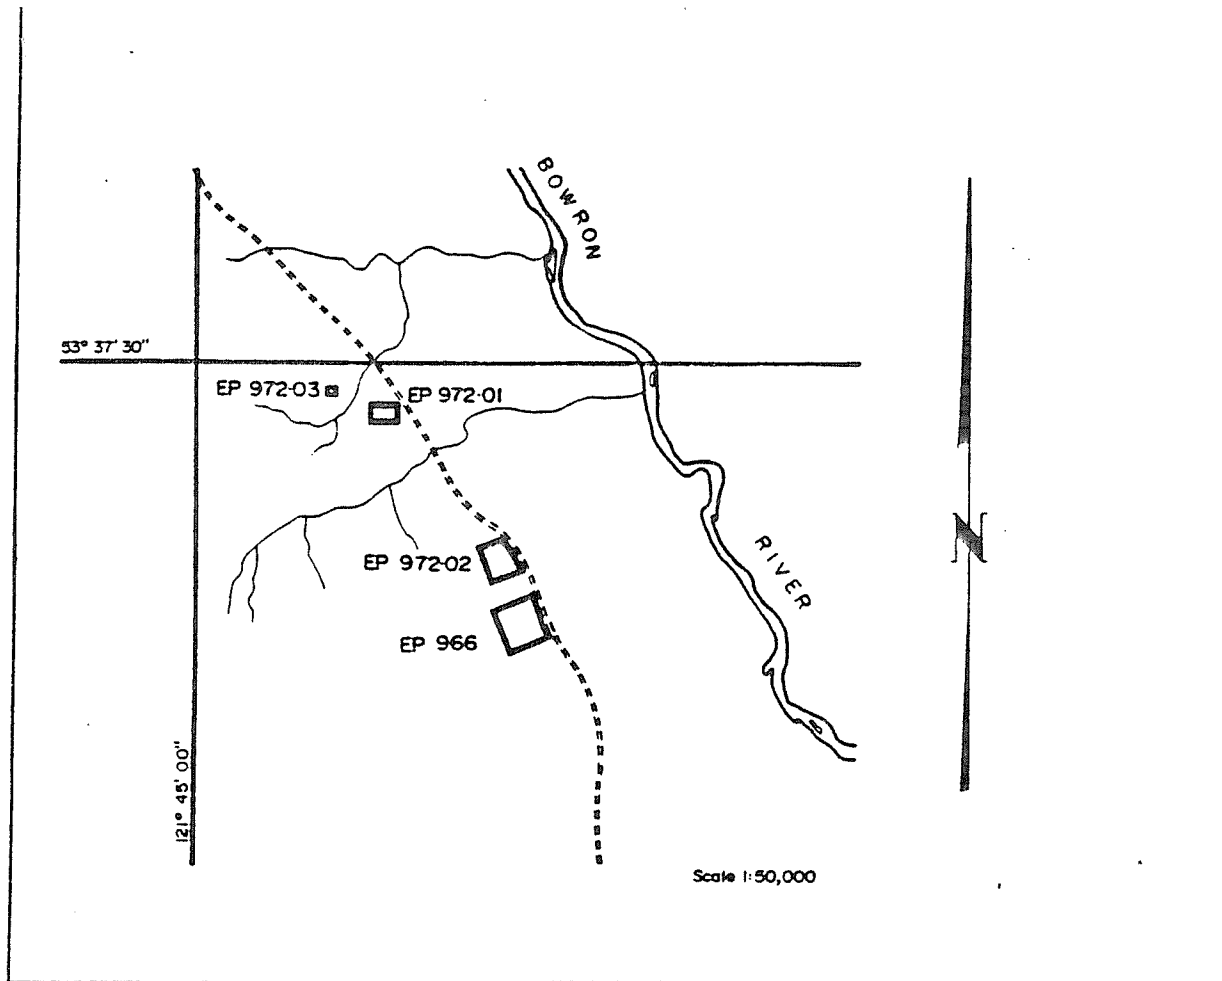 BOWRON
53° 37' 30"
EP 972-03
EP 972-01
EP 972-02
RIVER
EP 966
N
121° 45' 00"
Scale 1:50,000